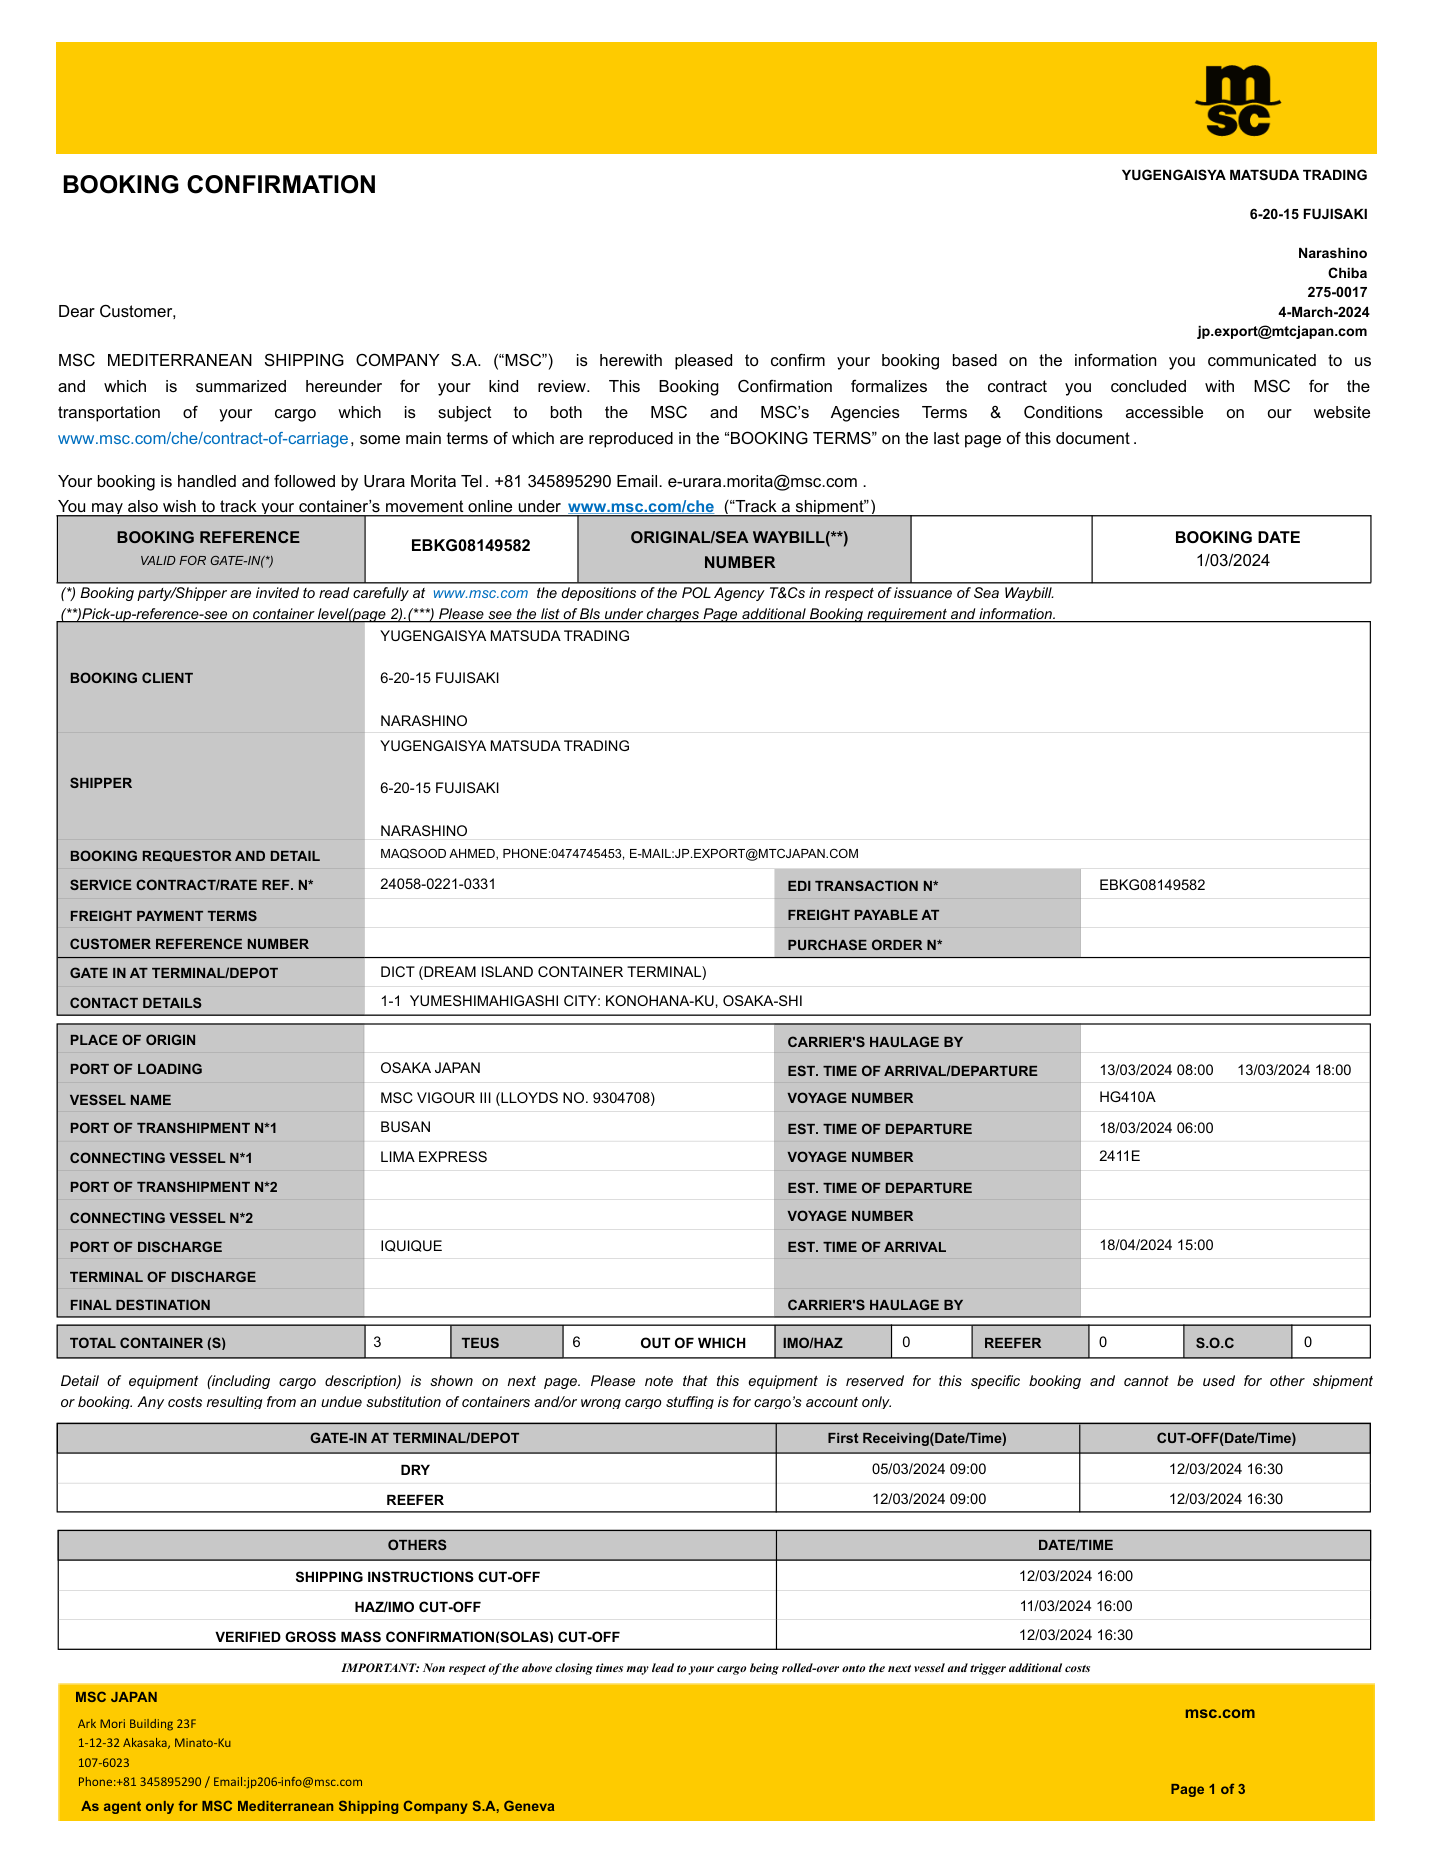 msc
BOOKING CONFIRMATION
YUGENGAISYA MATSUDA TRADING
6-20-15 FUJISAKI
Narashino
Chiba
275-0017
Dear Customer,
4-March-2024
jp.export@mtcjapan.com
MSC MEDITERRANEAN SHIPPING COMPANY S.A. (“MSC”) is herewith pleased to confirm your booking based on the information you communicated to us
and which is summarized hereunder for your kind review. This Booking Confirmation formalizes the contract you concluded with MSC for the
transportation of your cargo which is subject to both the MSC and MSC’s Agencies Terms & Conditions accessible on our website
www.msc.com/che/contract-of-carriage, some main terms of which are reproduced in the “BOOKING TERMS” on the last page of this document .
Your booking is handled and followed by Urara Morita Tel . +81 345895290 Email. e-urara.morita@msc.com .
You may also wish to track your container’s movement online under www.msc.com/che (“Track a shipment”)
BOOKING REFERENCE
VALID FOR GATE-IN(*)
EBKG08149582
ORIGINAL/SEA WAYBILL(**)
NUMBER
BOOKING DATE
1/03/2024
(*) Booking party/Shipper are invited to read carefully at www.msc.com the depositions of the POL Agency T&Cs in respect of issuance of Sea Waybill.
(**)Pick-up-reference-see on container level(page 2).(***) Please see the list of Bls under charges Page additional Booking requirement and information.
BOOKING CLIENT
YUGENGAISYA MATSUDA TRADING
6-20-15 FUJISAKI
NARASHINO
SHIPPER
YUGENGAISYA MATSUDA TRADING
6-20-15 FUJISAKI
NARASHINO
BOOKING REQUESTOR AND DETAIL MAQSOOD AHMED, PHONE:0474745453, E-MAIL:JP.EXPORT@MTCJAPAN.COM
SERVICE CONTRACT/RATE REF. N* 24058-0221-0331 EDI TRANSACTION N* EBKG08149582
FREIGHT PAYMENT TERMS FREIGHT PAYABLE AT
CUSTOMER REFERENCE NUMBER PURCHASE ORDER N*
GATE IN AT TERMINAL/DEPOT DICT (DREAM ISLAND CONTAINER TERMINAL)
CONTACT DETAILS 1-1 YUMESHIMAHIGASHI CITY: KONOHANA-KU, OSAKA-SHI
PLACE OF ORIGIN CARRIER'S HAULAGE BY
PORT OF LOADING OSAKA JAPAN EST. TIME OF ARRIVAL/DEPARTURE 13/03/2024 08:00 13/03/2024 18:00
VESSEL NAME MSC VIGOUR III (LLOYDS NO. 9304708) VOYAGE NUMBER HG410A
PORT OF TRANSHIPMENT N*1 BUSAN EST. TIME OF DEPARTURE 18/03/2024 06:00
CONNECTING VESSEL N*1 LIMA EXPRESS VOYAGE NUMBER 2411E
PORT OF TRANSHIPMENT N*2 EST. TIME OF DEPARTURE
CONNECTING VESSEL N*2 VOYAGE NUMBER
PORT OF DISCHARGE IQUIQUE EST. TIME OF ARRIVAL 18/04/2024 15:00
TERMINAL OF DISCHARGE
FINAL DESTINATION CARRIER'S HAULAGE BY
TOTAL CONTAINER (S) 3 TEUS 6 OUT OF WHICH IMO/HAZ 0 REEFER 0 S.O.C 0
Detail of equipment (including cargo description) is shown on next page. Please note that this equipment is reserved for this specific booking and cannot be used for other shipment
or booking. Any costs resulting from an undue substitution of containers and/or wrong cargo stuffing is for cargo’s account only.
GATE-IN AT TERMINAL/DEPOT First Receiving(Date/Time) CUT-OFF(Date/Time)
DRY 05/03/2024 09:00 12/03/2024 16:30
REEFER 12/03/2024 09:00 12/03/2024 16:30
OTHERS DATE/TIME
SHIPPING INSTRUCTIONS CUT-OFF 12/03/2024 16:00
HAZ/IMO CUT-OFF 11/03/2024 16:00
VERIFIED GROSS MASS CONFIRMATION(SOLAS) CUT-OFF 12/03/2024 16:30
IMPORTANT: Non respect of the above closing times may lead to your cargo being rolled-over onto the next vessel and trigger additional costs
MSC JAPAN
msc.com
Ark Mori Building 23F
1-12-32 Akasaka, Minato-Ku
107-6023
Phone:+81 345895290 / Email:jp206-info@msc.com
Page 1 of 3
As agent only for MSC Mediterranean Shipping Company S.A, Geneva